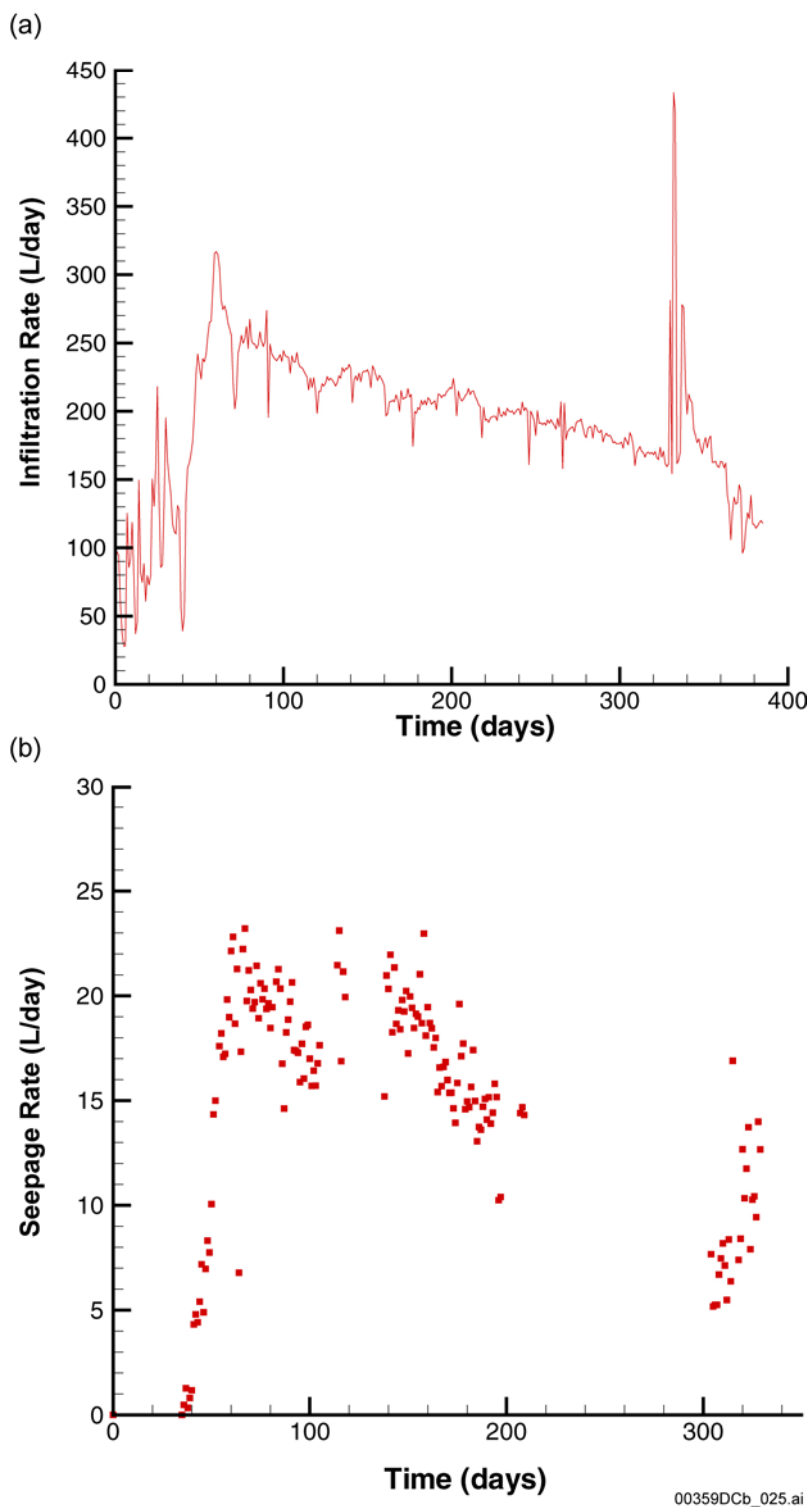 (a)
Infiltration Rate (L/day)
450
400
350
300
250
200
150
100
50
0
0 100 200 300 400
Time (days)
(b)
Seepage Rate (L/day)
30
25
20
15
10
5
0
0 100 200 300
Time (days)
00359DCb_025.ai